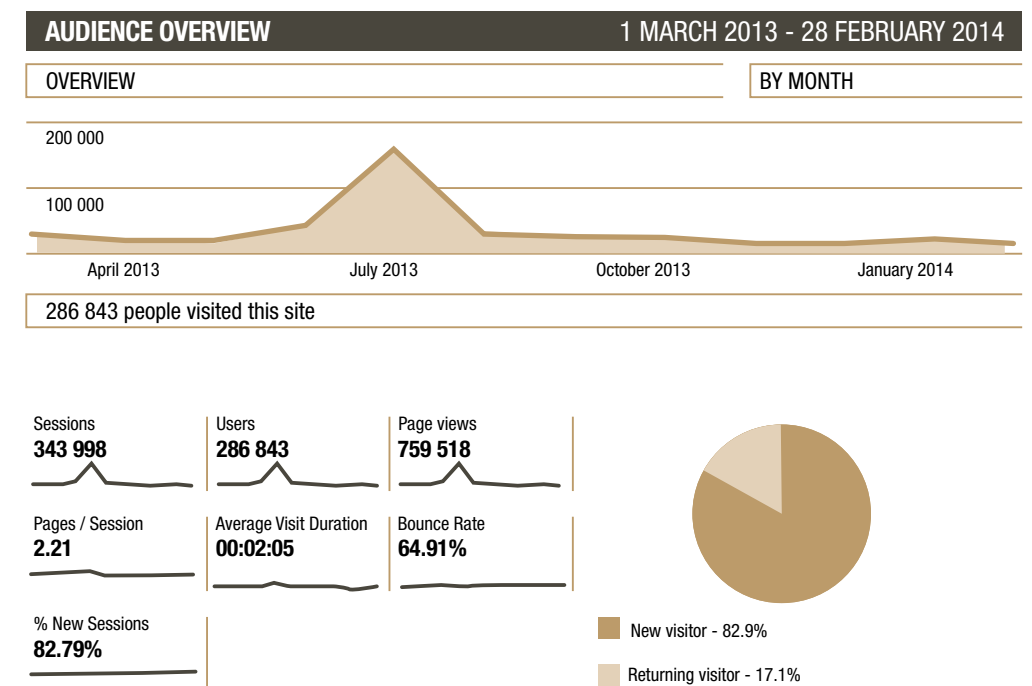 AUDIENCE OVERVIEW 1 MARCH 2013 - 28 FEBRUARY 2014
OVERVIEW BY MONTH
200 000
100 000
April 2013 July 2013 October 2013 January 2014
286 843 people visited this site
Sessions Users Page views
343 998 286 843 759 518
Pages / Session Average Visit Duration Bounce Rate
2.21 00:02:05 64.91%
% New Sessions
82.79%
New visitor - 82.9%
Returning visitor - 17.1%